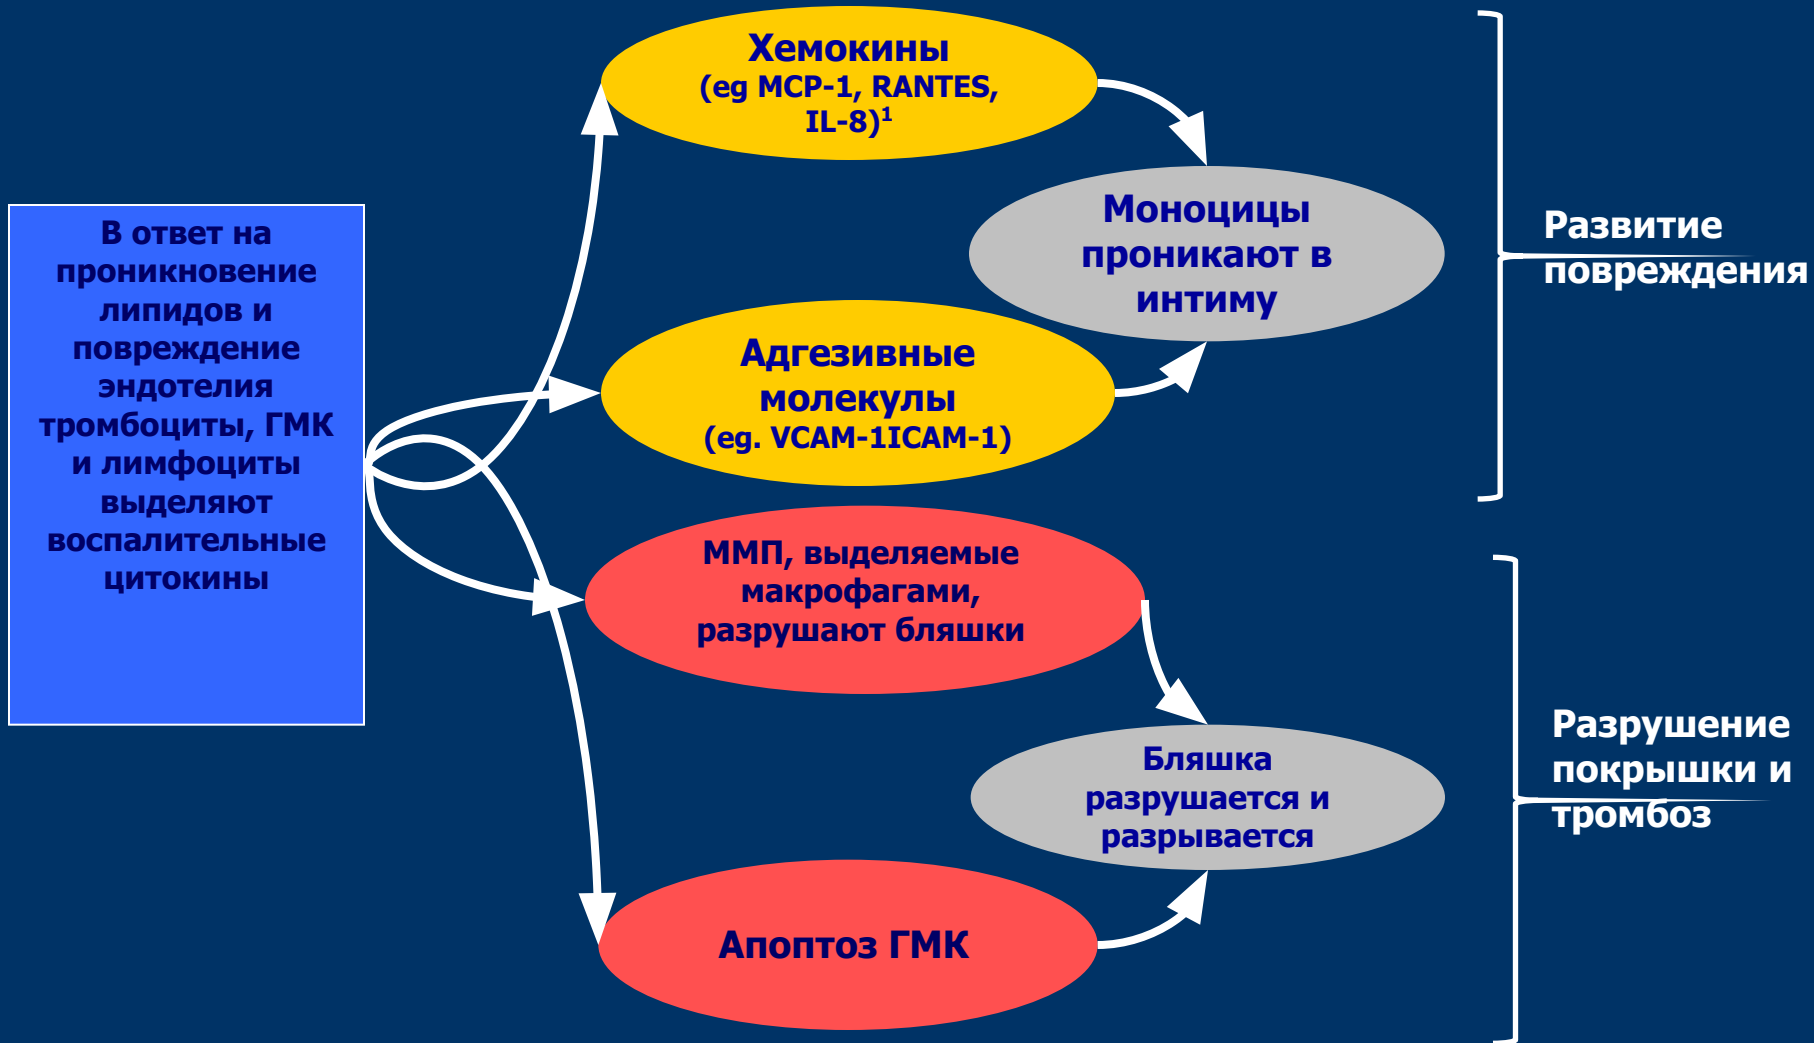 В ответ на
проникновение
липидов и
повреждение
эндотелия
тромбоциты, ГМК
и лимфоциты
выделяют
воспалительные
цитокины
Хемокины
(eg MCP-1, RANTES,
IL-8)¹
Моноцицы
проникают в
интиму
Адгезивные
молекулы
(eg. VCAM-1ICAM-1)
Развитие
повреждения
ММП, выделяемые
макрофагами,
разрушают бляшки
Бляшка
разрушается и
разрывается
Апоптоз ГМК
Разрушение
покрышки и
тромбоз